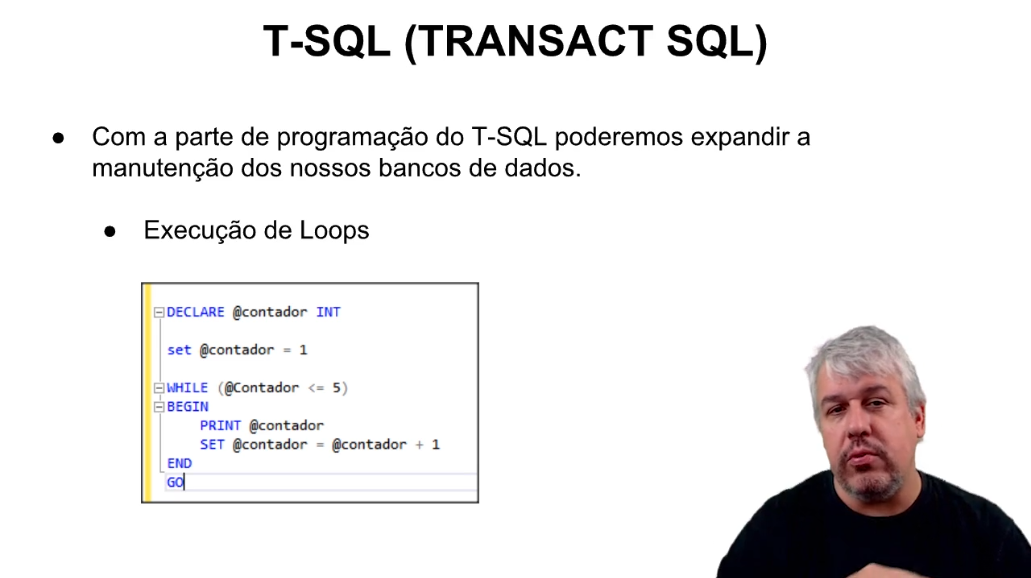 T-SQL (TRANSACT SQL)
● Com a parte de programação do T-SQL poderemos expandir a
manutenção dos nossos bancos de dados.
● Execução de Loops
DECLARE @contador INT
set @contador = 1
WHILE (@Contador <= 5)
BEGIN
PRINT @contador
SET @contador = @contador + 1
END
GO